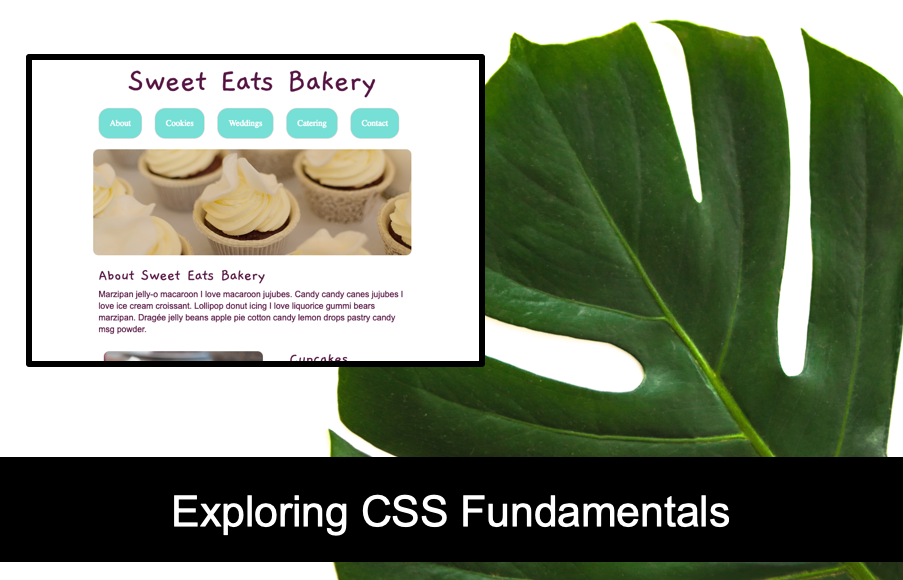 Sweet Eats Bakery
About Cookies Weddings Catering Contact
About Sweet Eats Bakery
Marzipan jelly-o macaroon I love macaroon jujubes. Candy candy canes jujubes I
love ice cream croissant. Lollipop donut icing I love liquorice gummi bears
marzipan. Dragée jelly beans apple pie cotton candy lemon drops pastry candy
msg powder.
Cupcakes
Exploring CSS Fundamentals